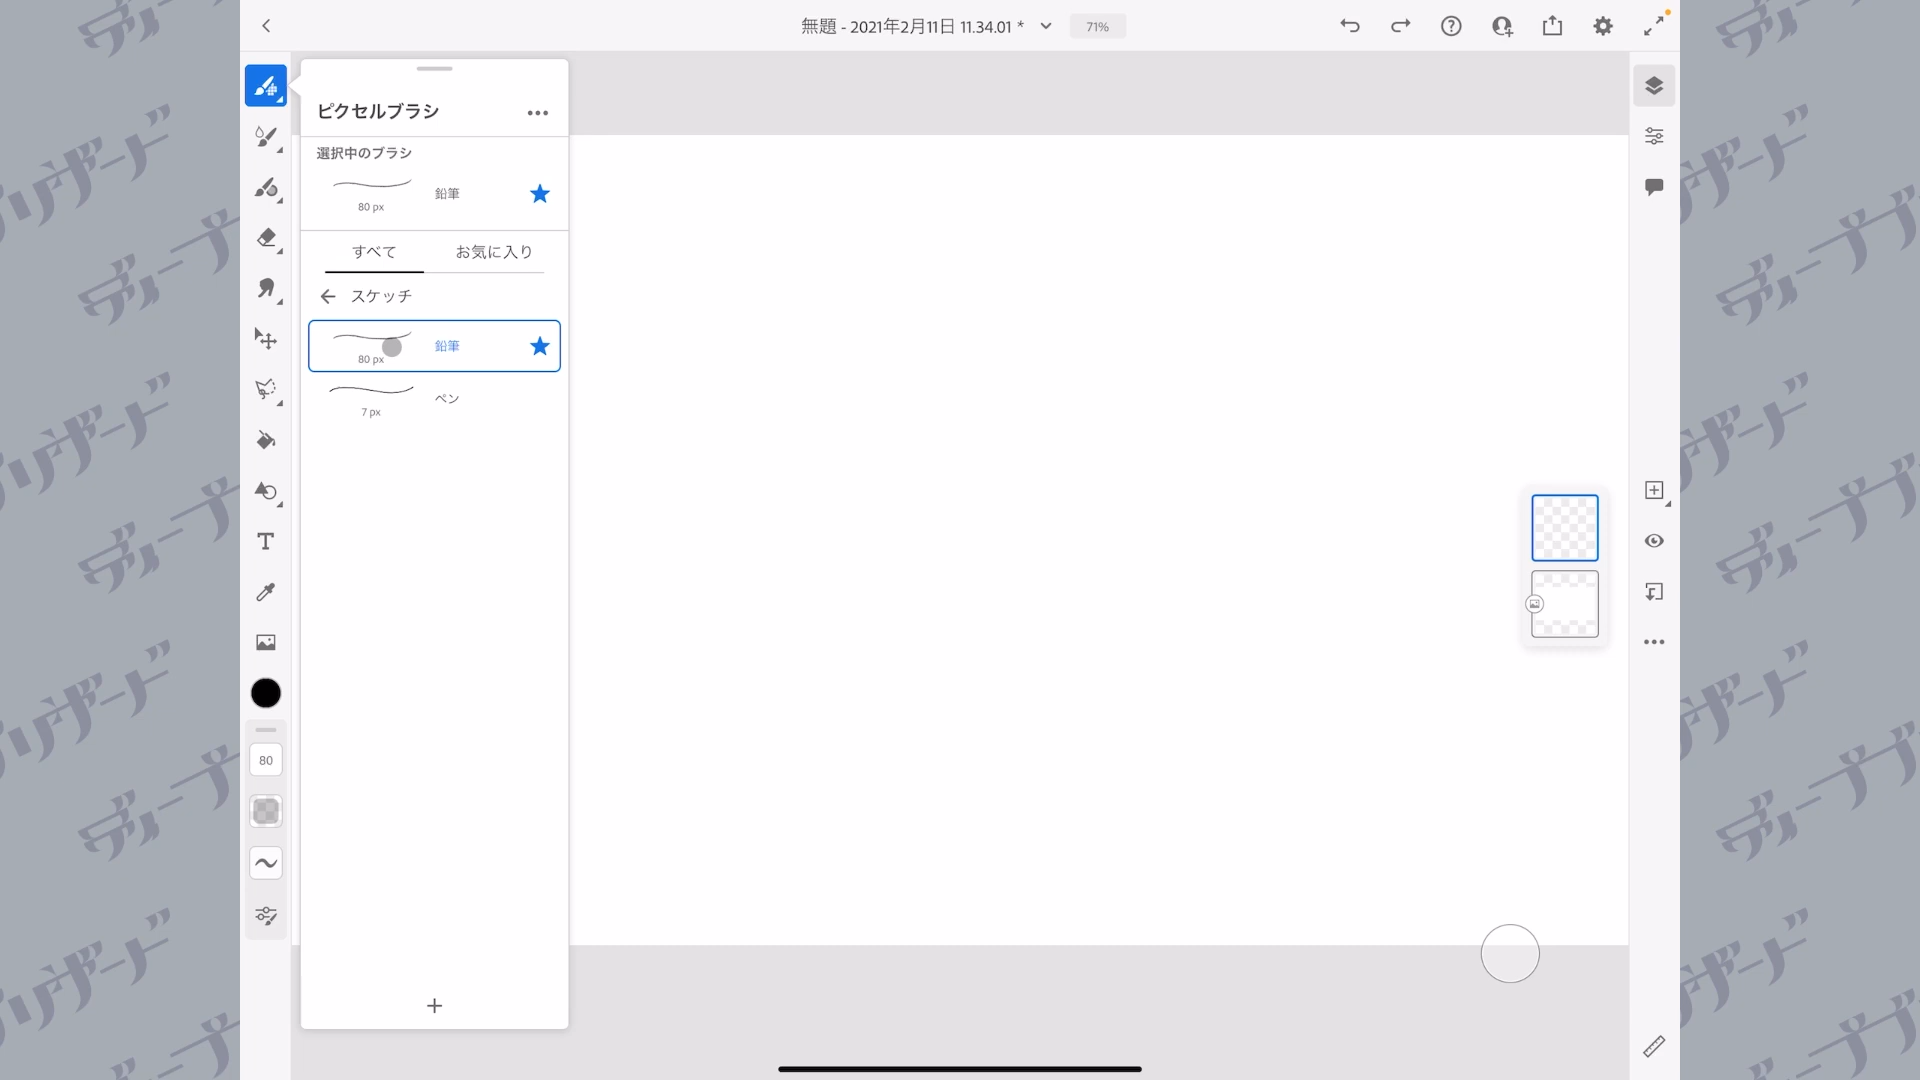 無題 - 2021年2月11日 11.34.01 *
71%
ピクセルブラシ
選択中のブラシ
80 px
鉛筆
すべて
お気に入り
スケッチ
80 px
鉛筆
7 px
ペン
80